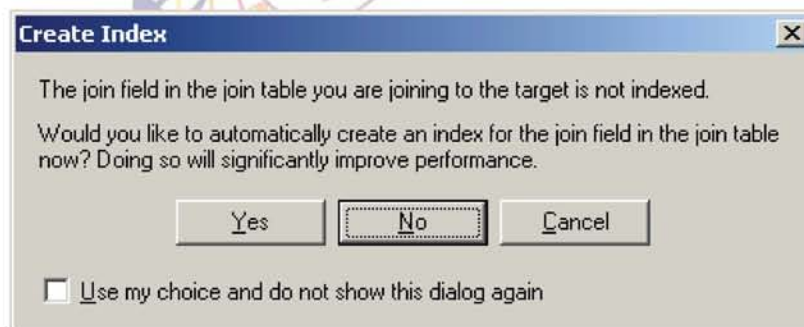 Create Index
The join field in the join table you are joining to the target is not indexed.
Would you like to automatically create an index for the join field in the join table
now? Doing so will significantly improve performance.
Yes No Cancel
Use my choice and do not show this dialog again